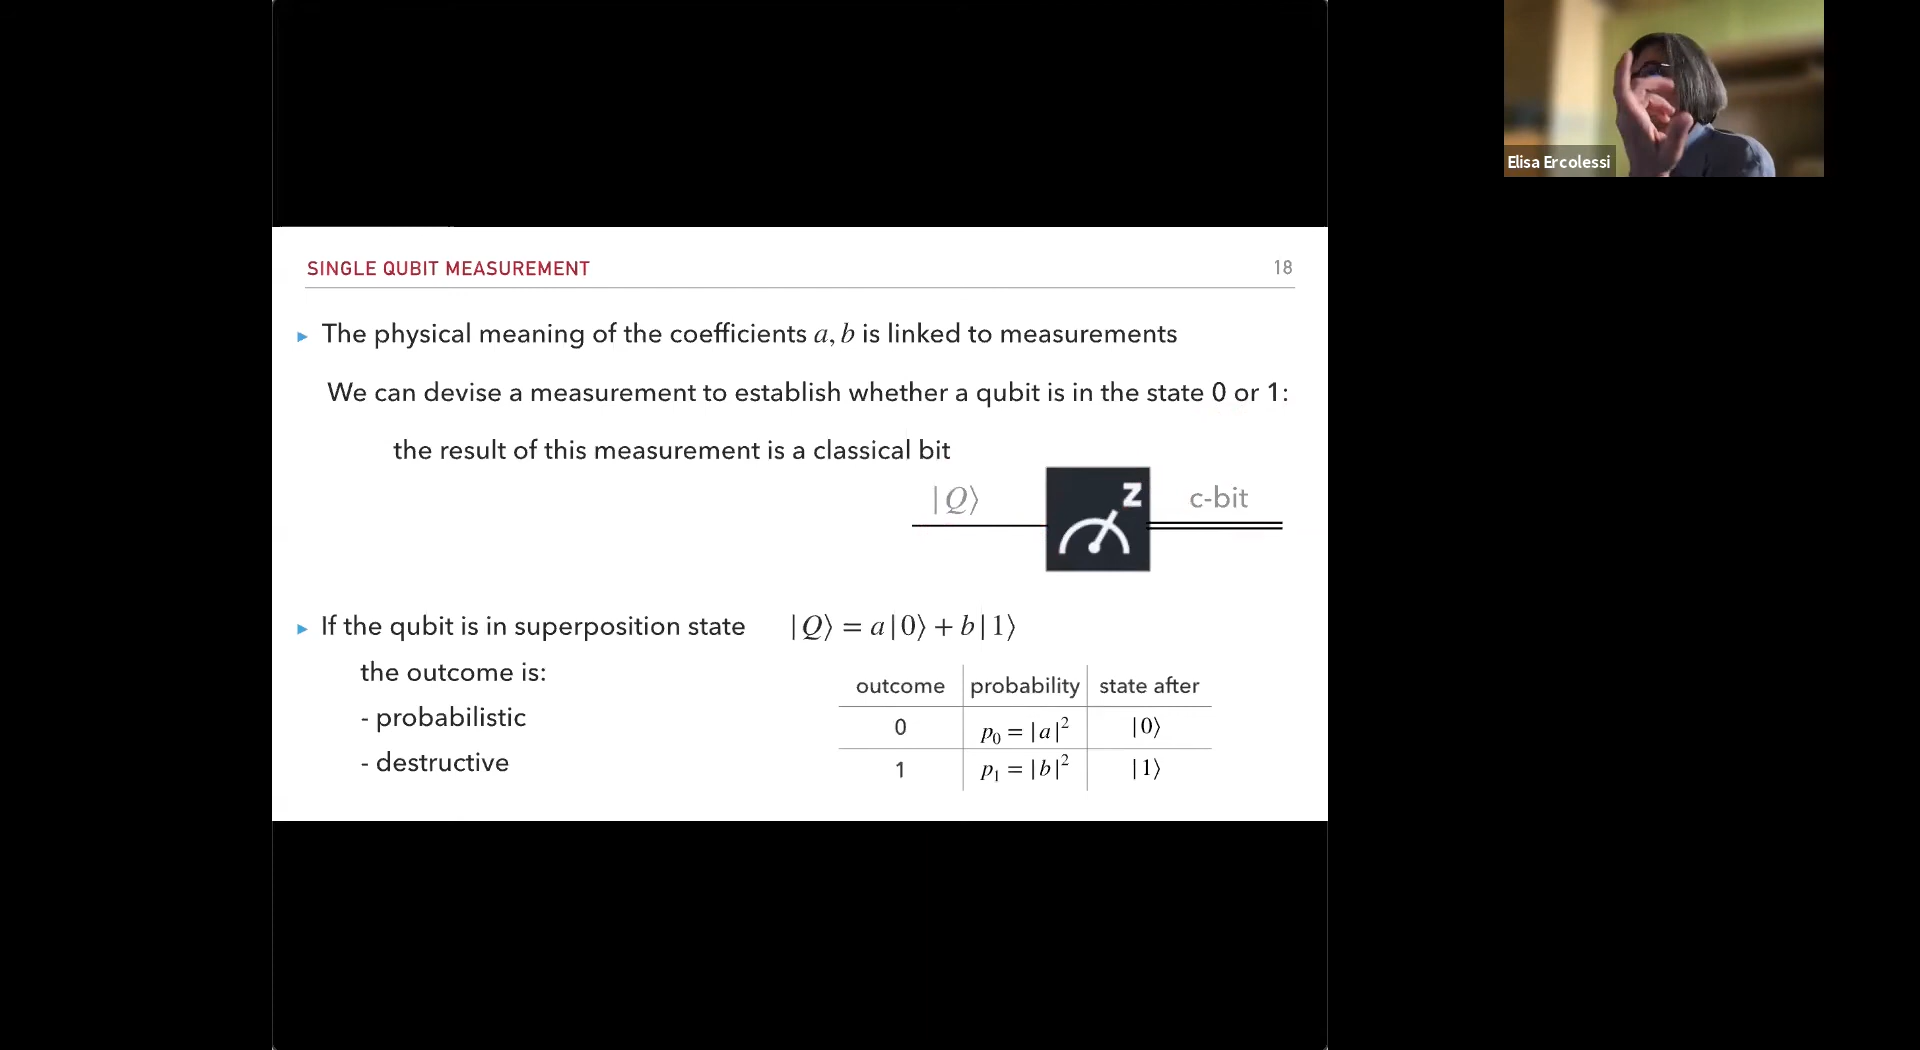 Elisa Ercolessi
SINGLE QUBIT MEASUREMENT 18
▸ The physical meaning of the coefficients a, b is linked to measurements
We can devise a measurement to establish whether a qubit is in the state 0 or 1:
the result of this measurement is a classical bit
|Q⟩ Z c-bit
▸ If the qubit is in superposition state |Q⟩ = a|0⟩ + b|1⟩
the outcome is:
- probabilistic
- destructive
outcome probability state after
0 p₀ = |a|² |0⟩
1 p₁ = |b|² |1⟩